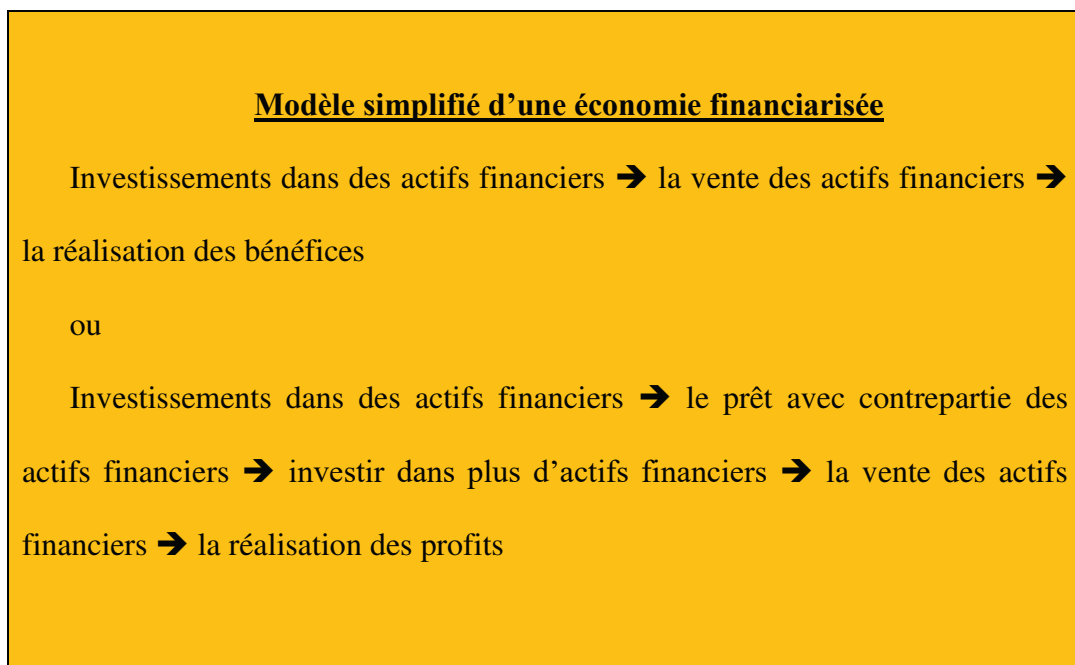 Modèle simplifié d’une économie financiarisée
Investissements dans des actifs financiers ➔ la vente des actifs financiers ➔
la réalisation des bénéfices
ou
Investissements dans des actifs financiers ➔ le prêt avec contrepartie des
actifs financiers ➔ investir dans plus d’actifs financiers ➔ la vente des actifs
financiers ➔ la réalisation des profits